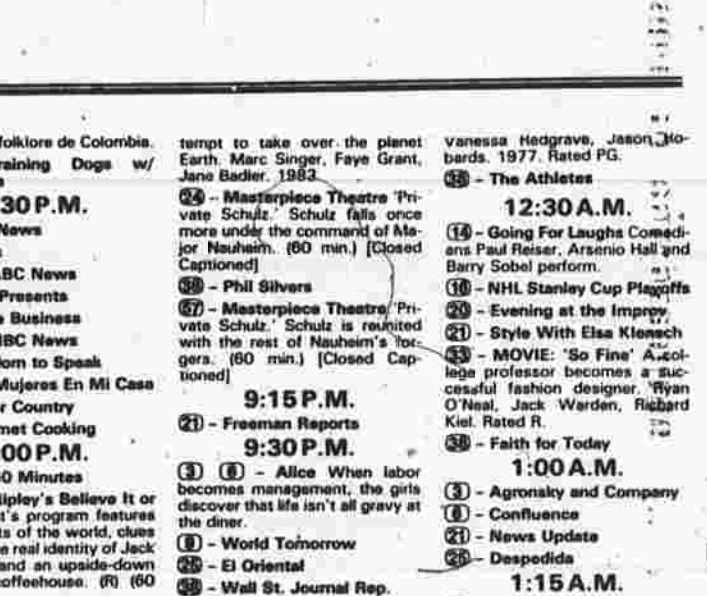 folklore de Colombia.
raining Dogs w/
30 P.M.
News
BC News
Presents
Business
BC News
om to Speak
Mujeres En Mi Casa
r Country
met Cooking
00 P.M.
0 Minutes
Ripley's Believe It or
t's program features
ts of the world, clues
e real identity of Jack
and an upside-down
coffeehouse. (R) (60
tempt to take over the planet
Earth. Marc Singer, Faye Grant,
Jane Badler. 1983.
24 - Masterpiece Theatre 'Pri-
vate Schulz.' Schulz falls once
more under the command of Ma-
jor Nauheim. (60 min.) [Closed
Captioned]
38 - Phil Silvers
67 - Masterpiece Theatre 'Pri-
vate Schulz.' Schulz is reunited
with the rest of Nauheim's for-
gers. (60 min.) [Closed Cap-
tioned]
9:15 P.M.
21 - Freeman Reports
9:30 P.M.
3 6 - Alice When labor
becomes management, the girls
discover that life isn't all gravy at
the diner.
9 - World Tomorrow
25 - El Oriental
38 - Wall St. Journal Rep.
Vanessa Redgrave, Jason Ro-
bards. 1977. Rated PG.
38 - The Athletes
12:30 A.M.
14 - Going For Laughs Comedi-
ans Paul Reiser, Arsenio Hall and
Barry Sobel perform.
16 - NHL Stanley Cup Playoffs
20 - Evening at the Improv
21 - Style With Elsa Klensch
33 - MOVIE: 'So Fine' A col-
lege professor becomes a suc-
cessful fashion designer. Ryan
O'Neal, Jack Warden, Richard
Kiel. Rated R.
38 - Faith for Today
1:00 A.M.
3 - Agronsky and Company
6 - Confluence
21 - News Update
25 - Despedida
1:15 A.M.